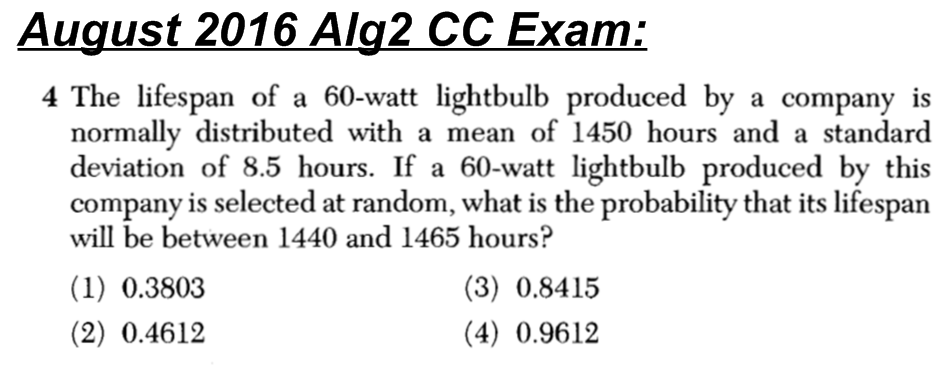 August 2016 Alg2 CC Exam:
4 The lifespan of a 60-watt lightbulb produced by a company is
normally distributed with a mean of 1450 hours and a standard
deviation of 8.5 hours. If a 60-watt lightbulb produced by this
company is selected at random, what is the probability that its lifespan
will be between 1440 and 1465 hours?
(1) 0.3803 (3) 0.8415
(2) 0.4612 (4) 0.9612